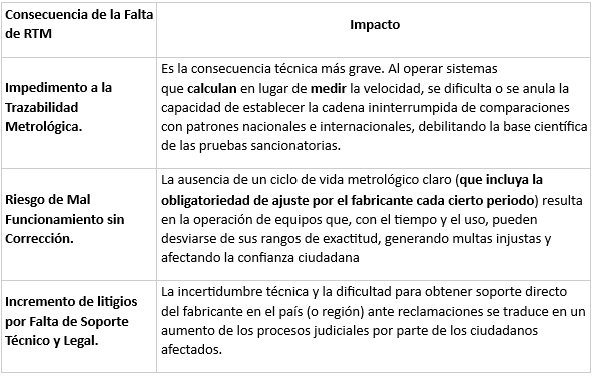 Consecuencia de la Falta
de RTM
Impacto
Impedimento a la
Trazabilidad
Metrológica.
Es la consecuencia técnica más grave. Al operar sistemas
que calculan en lugar de medir la velocidad, se dificulta o se anula la
capacidad de establecer la cadena ininterrumpida de comparaciones
con patrones nacionales e internacionales, debilitando la base científica
de las pruebas sancionatorias.
Riesgo de Mal
Funcionamiento sin
Corrección.
La ausencia de un ciclo de vida metrológico claro (que incluya la
obligatoriedad de ajuste por el fabricante cada cierto periodo) resulta
en la operación de equipos que, con el tiempo y el uso, pueden
desviarse de sus rangos de exactitud, generando multas injustas y
afectando la confianza ciudadana
Incremento de litigios
por Falta de Soporte
Técnico y Legal.
La incertidumbre técnica y la dificultad para obtener soporte directo
del fabricante en el país (o región) ante reclamaciones se traduce en un
aumento de los procesos judiciales por parte de los ciudadanos
afectados.